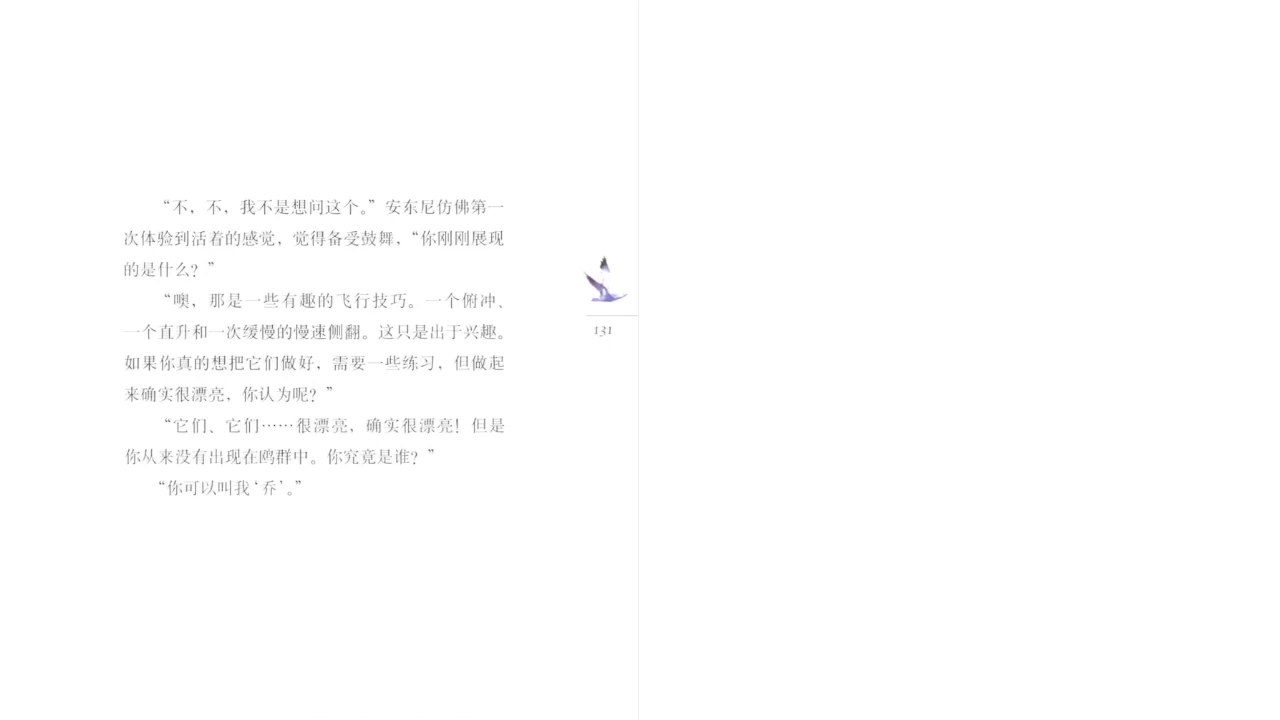 “不，不，我不是想问这个。”安东尼仿佛第一
次体验到活着的感觉，觉得备受鼓舞，“你刚刚展现
的是什么？”
“噢，那是一些有趣的飞行技巧。一个俯冲、
一个直升和一次缓慢的慢速侧翻。这只是出于兴趣。
如果你真的想把它们做好，需要一些练习，但做起
来确实很漂亮，你认为呢？”
“它们、它们……很漂亮，确实很漂亮！但是
你从来没有出现在鸥群中。你究竟是谁？”
“你可以叫我‘乔’。”
131